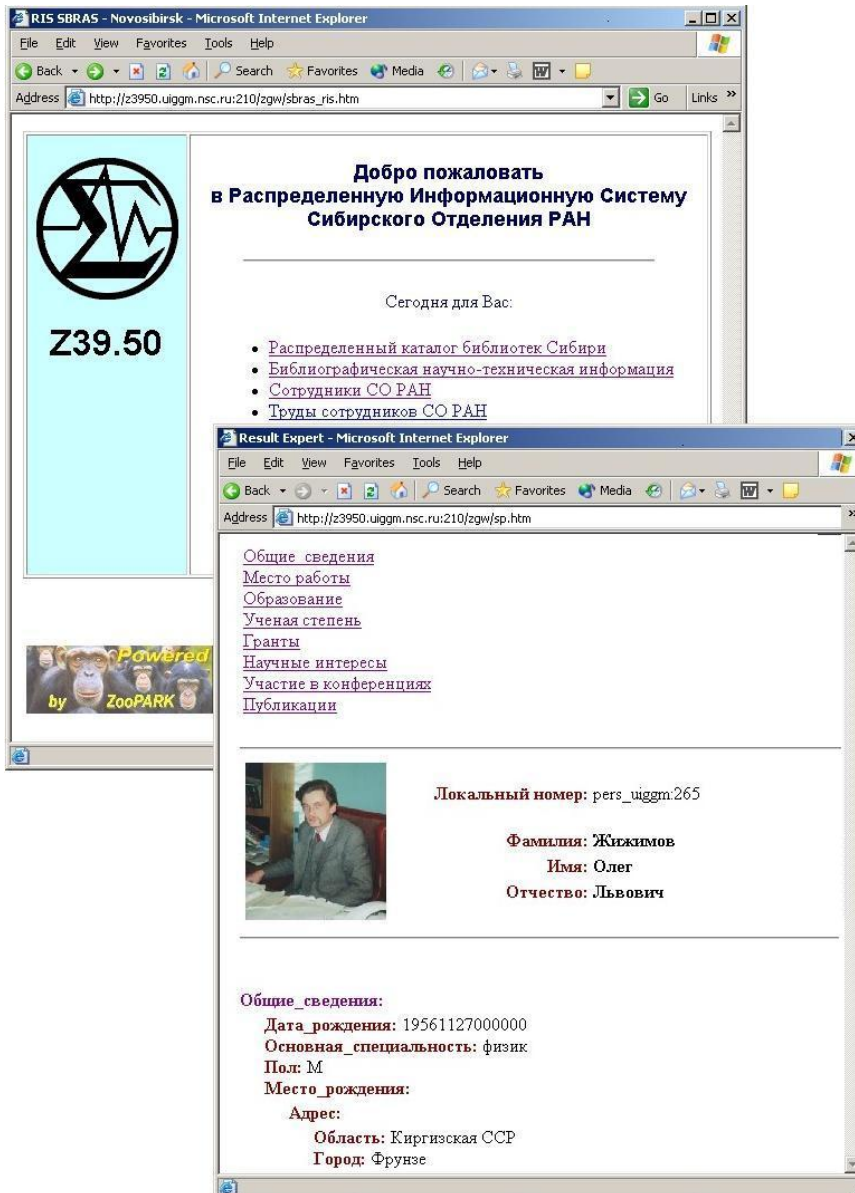 RIS SBRAS - Novosibirsk - Microsoft Internet Explorer
File Edit View Favorites Tools Help
Back Search Favorites Media
Address http://z3950.uiggm.nsc.ru:210/zgw/sbras_ris.htm Go Links »
Добро пожаловать
в Распределенную Информационную Систему
Сибирского Отделения РАН
Сегодня для Вас:
Z39.50
Распределенный каталог библиотек Сибири
Библиографическая научно-техническая информация
Сотрудники СО РАН
Труды сотрудников СО РАН
Powered
by ZooPARK
Result Expert - Microsoft Internet Explorer
File Edit View Favorites Tools Help
Back Search Favorites Media
Address http://z3950.uiggm.nsc.ru:210/zgw/sp.htm »
Общие сведения
Место работы
Образование
Ученая степень
Гранты
Научные интересы
Участие в конференциях
Публикации
Локальный номер: pers_uiggm:265
Фамилия: Жижимов
Имя: Олег
Отчество: Львович
Общие_сведения:
Дата_рождения: 19561127000000
Основная_специальность: физик
Пол: М
Место_рождения:
Адрес:
Область: Киргизская ССР
Город: Фрунзе